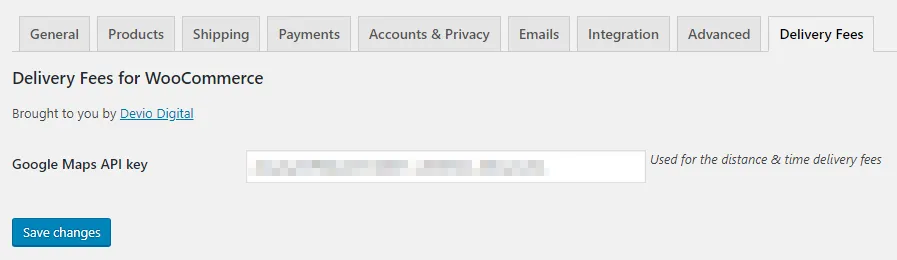 General Products Shipping Payments Accounts & Privacy Emails Integration Advanced Delivery Fees
Delivery Fees for WooCommerce
Brought to you by Devio Digital
Google Maps API key Used for the distance & time delivery fees
Save changes